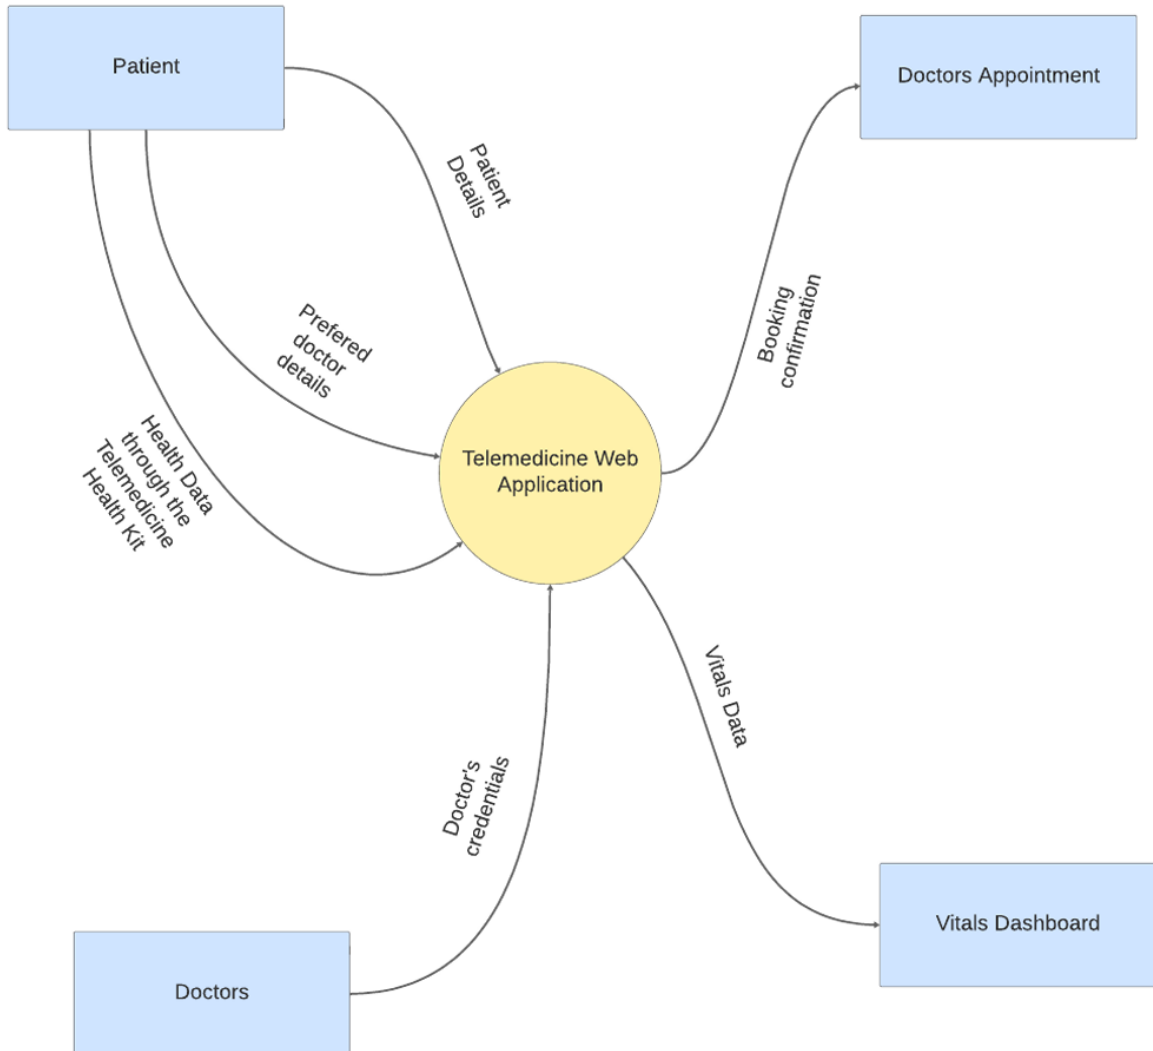 Patient
Doctors Appointment
Patient
Details
Booking
confirmation
Prefered
doctor
details
Health Data
through the
Telemedicine
Health Kit
Telemedicine Web
Application
Vitals Data
Doctor's
credentials
Vitals Dashboard
Doctors